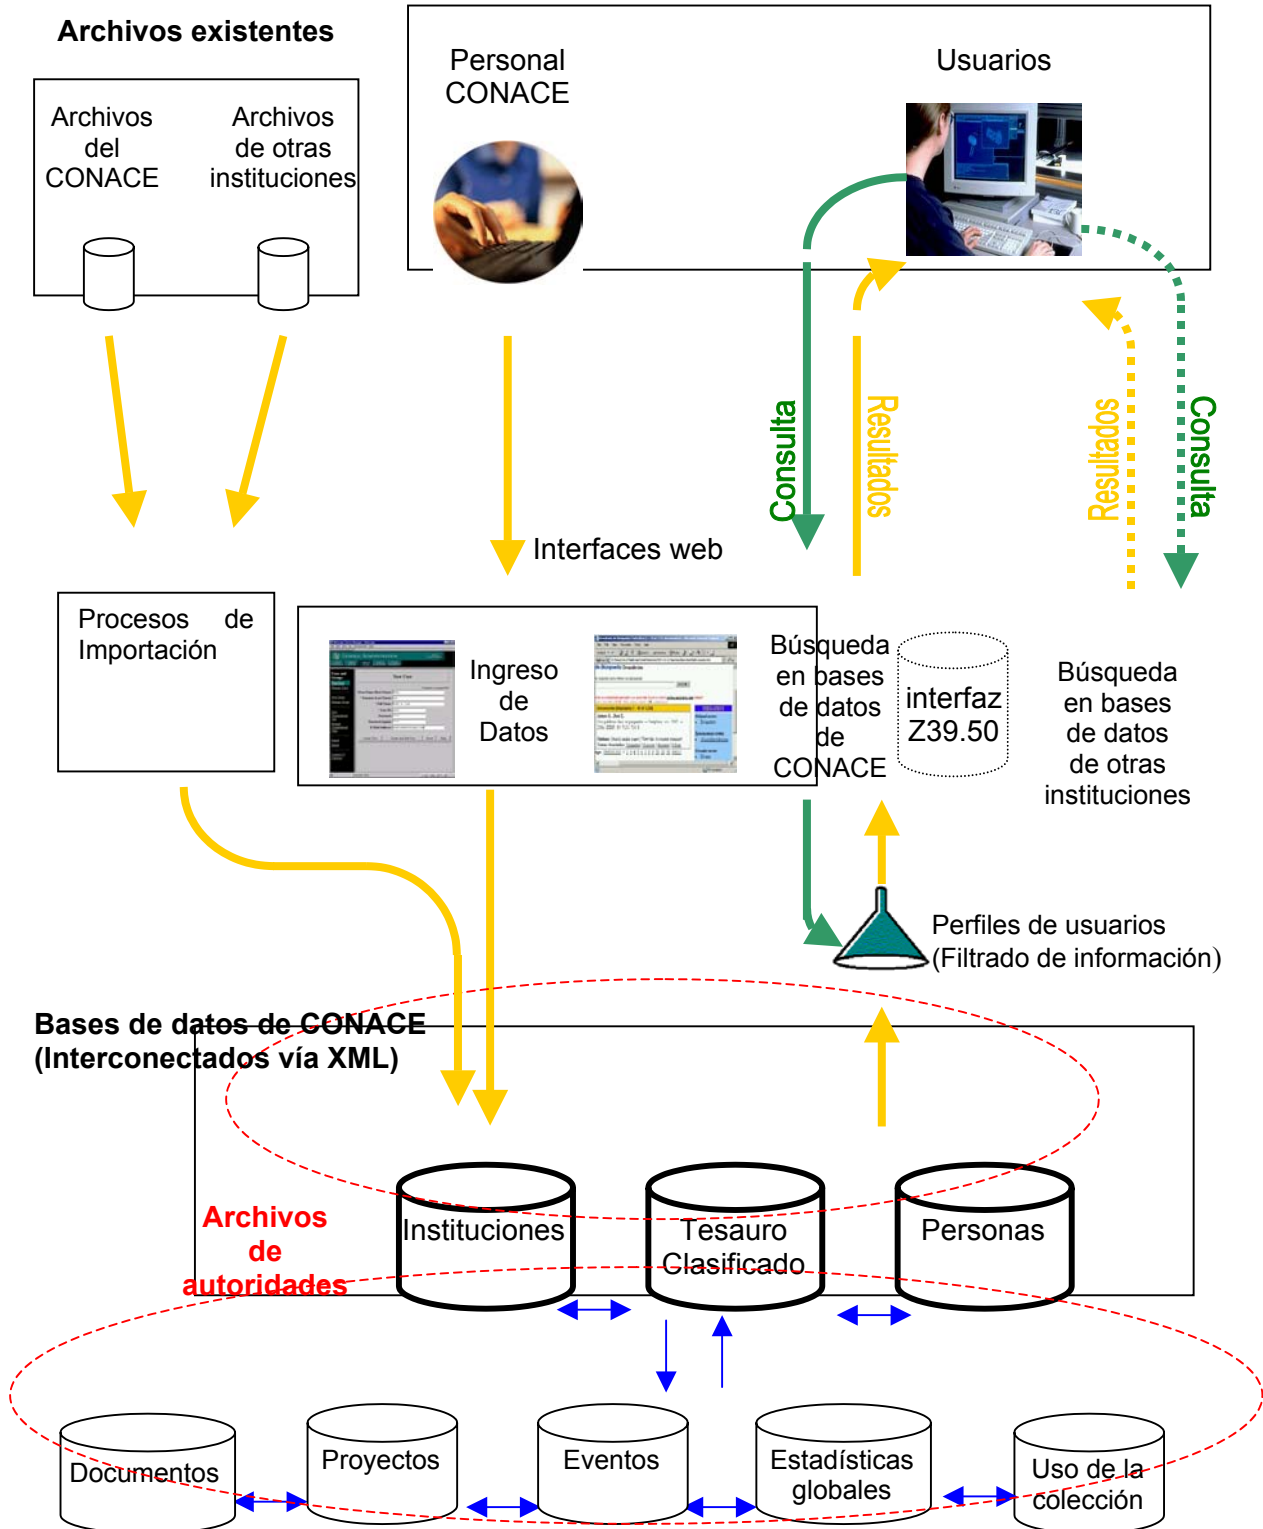 Archivos existentes
Archivos
del
CONACE
Archivos
de otras
instituciones
Personal
CONACE
Usuarios
Consulta
Resultados
Resultados
Consulta
Interfaces web
Procesos de
Importación
Ingreso
de
Datos
Búsqueda
en bases
de datos
de
CONACE
interfaz
Z39.50
Búsqueda
en bases
de datos
de otras
instituciones
Perfiles de usuarios
(Filtrado de información)
Bases de datos de CONACE
(Interconectados vía XML)
Archivos
de
autoridades
Instituciones
Tesauro
Clasificado
Personas
Documentos
Proyectos
Eventos
Estadísticas
globales
Uso de la
colección